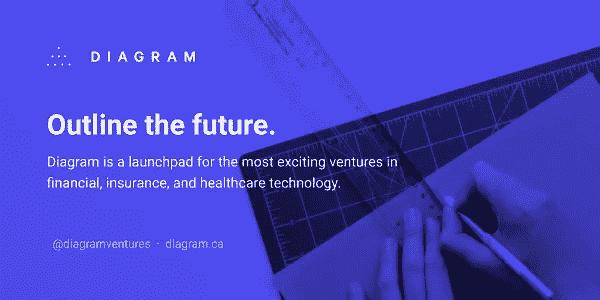 DIAGRAM
Outline the future.
Diagram is a launchpad for the most exciting ventures in
financial, insurance, and healthcare technology.
@diagramventures · diagram.ca